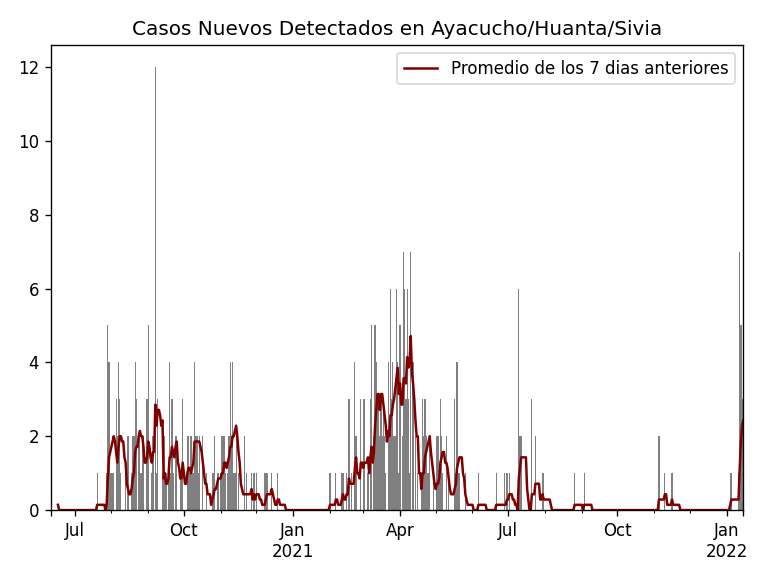 Casos Nuevos Detectados en Ayacucho/Huanta/Sivia
Promedio de los 7 dias anteriores
12
10
8
6
4
2
0
Jul Oct Jan Apr Jul Oct Jan
2021 2022